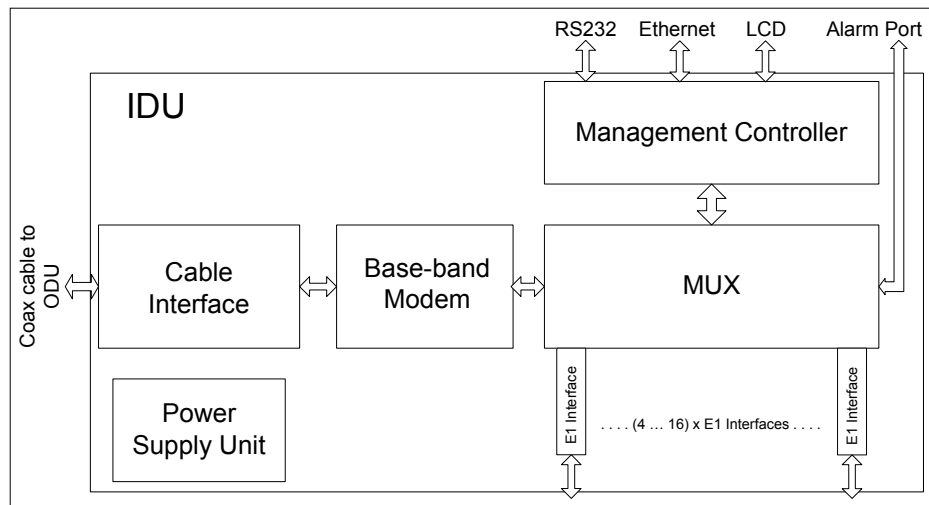 RS232 Ethernet LCD Alarm Port
IDU
Management Controller
Coax cable to
ODU
Cable
Interface
Base-band
Modem
MUX
Power
Supply Unit
E1 Interface
. . . . (4 ... 16) x E1 Interfaces . . . .
E1 Interface